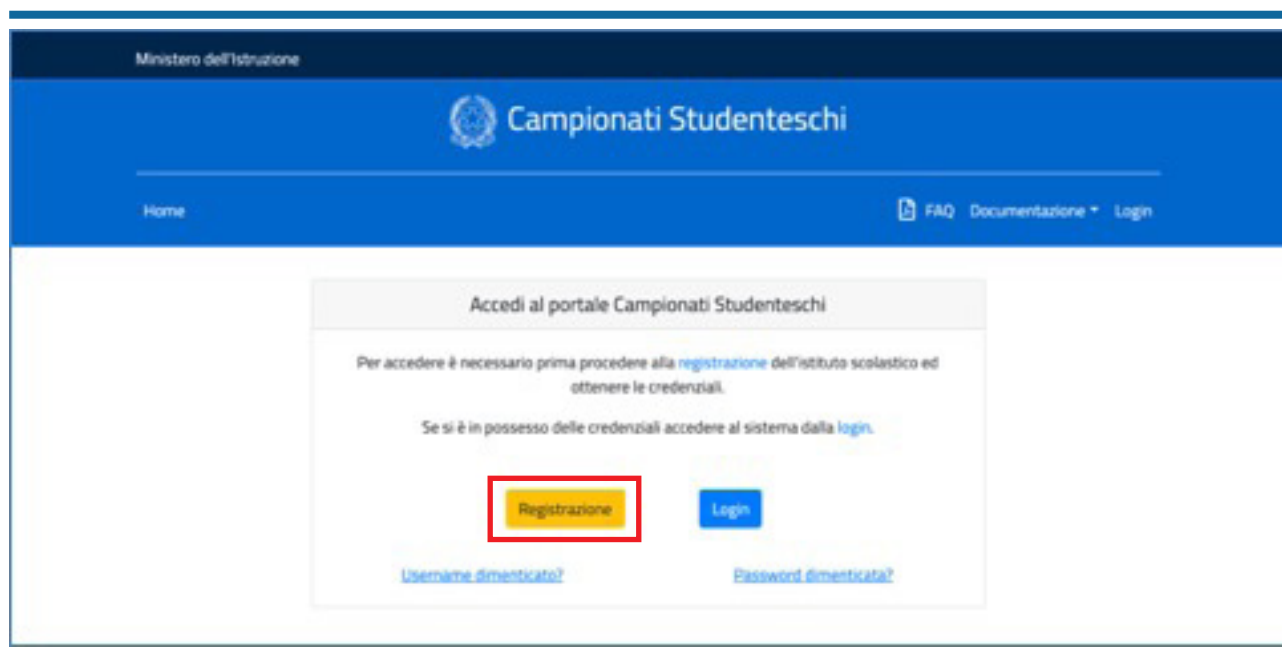 Ministero dell'Istruzione
Campionati Studenteschi
Home
FAQ Documentazione Login
Accedi al portale Campionati Studenteschi
Per accedere è necessario prima procedere alla registrazione dell'istituto scolastico ed
ottenere le credenziali.
Se si è in possesso delle credenziali accedere al sistema dalla login.
Registrazione Login
Username dimenticato? Password dimenticata?